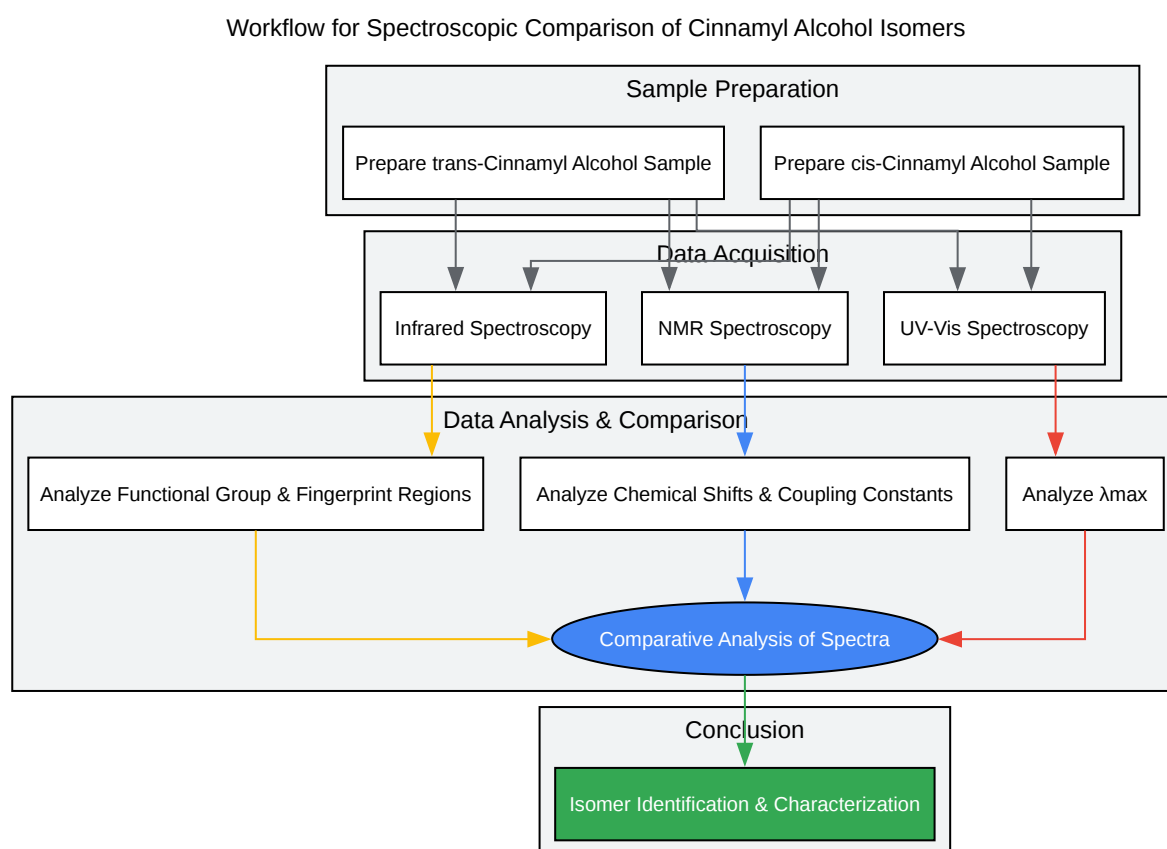 Workflow for Spectroscopic Comparison of Cinnamyl Alcohol Isomers
Sample Preparation
Prepare trans-Cinnamyl Alcohol Sample
Prepare cis-Cinnamyl Alcohol Sample
Data Acquisition
Infrared Spectroscopy
NMR Spectroscopy
UV-Vis Spectroscopy
Data Analysis & Comparison
Analyze Functional Group & Fingerprint Regions
Analyze Chemical Shifts & Coupling Constants
Analyze λmax
Comparative Analysis of Spectra
Conclusion
Isomer Identification & Characterization